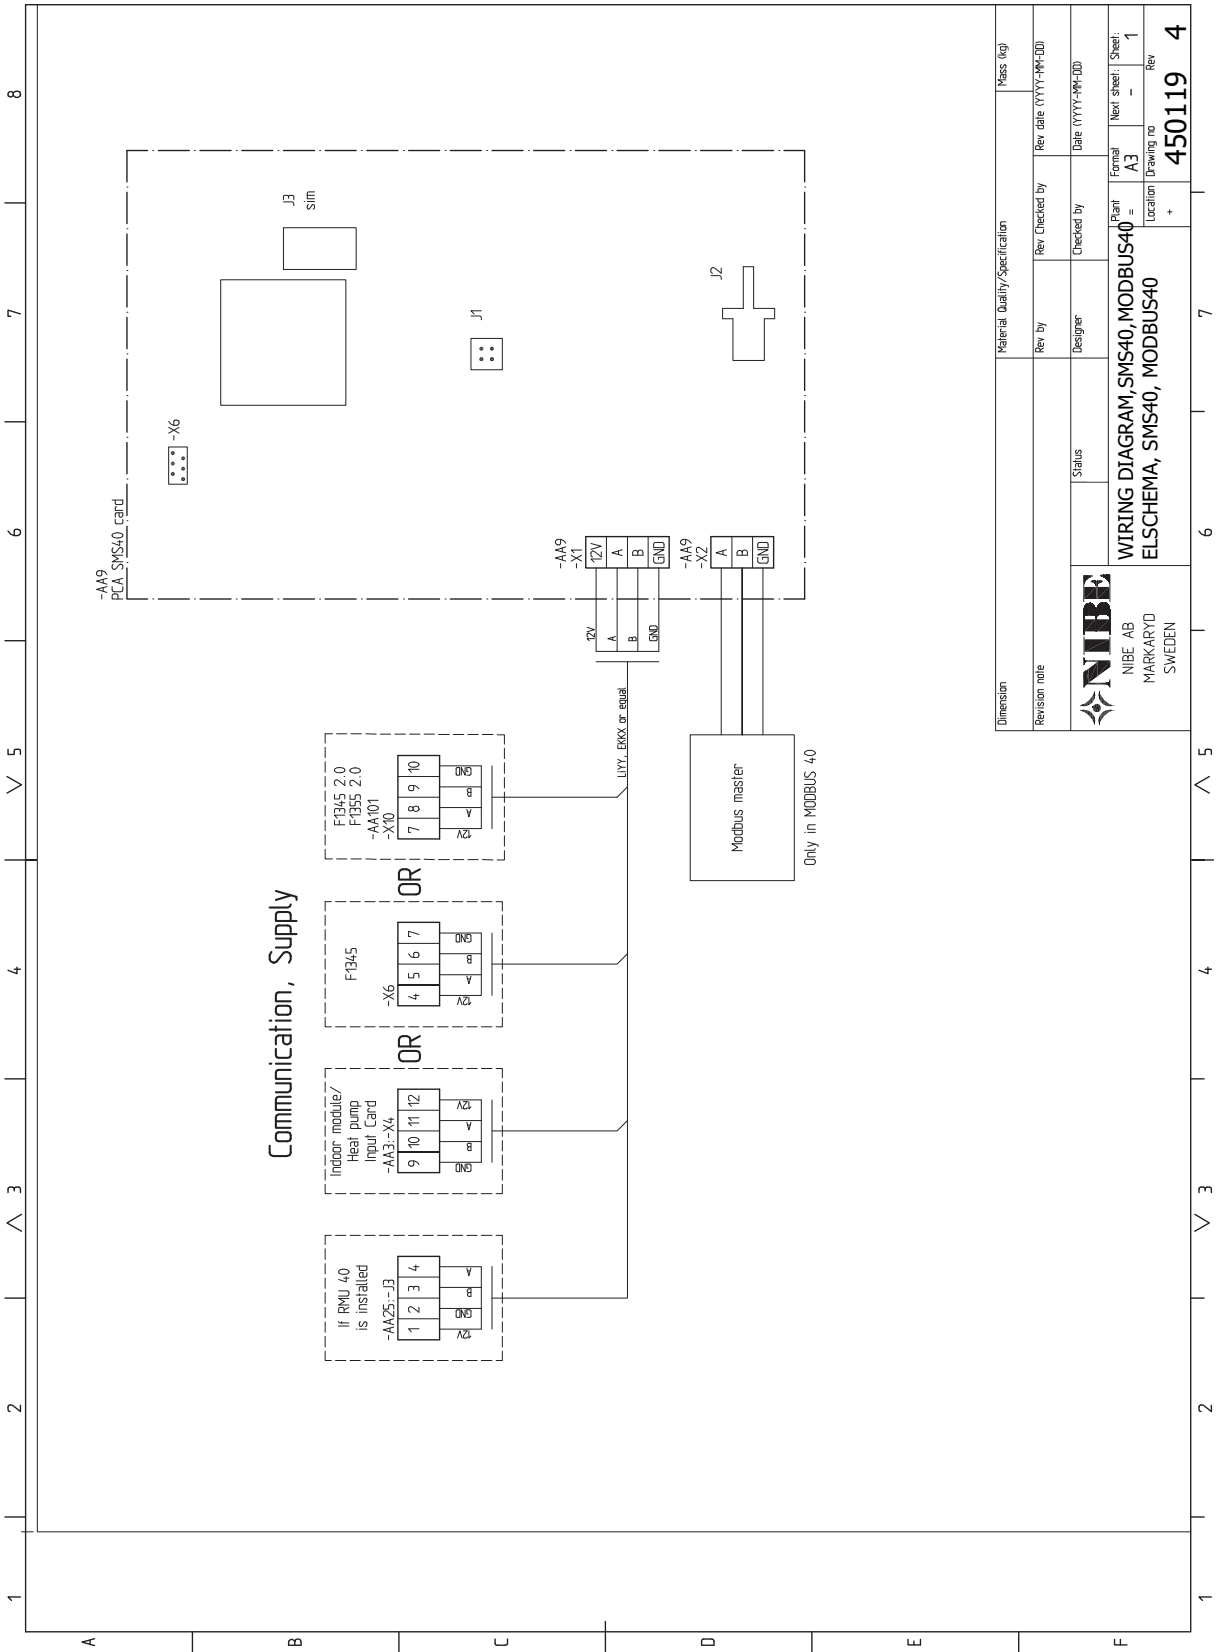 1
2
3
4
5
6
7
8
A
B
C
D
E
F
Communication, Supply
If RMU 40
is installed
-AA25:-J3
1 2 3 4
12V GND B A
Indoor module/
Heat pump
Input Card
-AA3:-X4
9 10 11 12
GND B A 12V
OR
F1345
-X6
4 5 6 7
12V A B GND
OR
F1345 2.0
F1355 2.0
-AA101
-X10
7 8 9 10
12V A B GND
LiYY, EKKX or equal
12V
A
B
GND
-AA9
PCA SMS40 card
-X6
J3
sim
J1
J2
-AA9
-X1
12V
A
B
GND
-AA9
-X2
A
B
GND
Modbus master
Only in MODBUS 40
Dimension
Material Quality/Specification
Mass (kg)
Revision note
Rev by
Rev Checked by
Rev date (YYYY-MM-DD)
Status
Designer
Checked by
Date (YYYY-MM-DD)
NIBE
NIBE AB
MARKARYD
SWEDEN
WIRING DIAGRAM,SMS40,MODBUS40
ELSCHEMA, SMS40, MODBUS40
Plant
=
Format
A3
Next sheet:
-
Sheet:
1
Location
+
Drawing no
450119
Rev
4
1
2
3
4
5
6
7